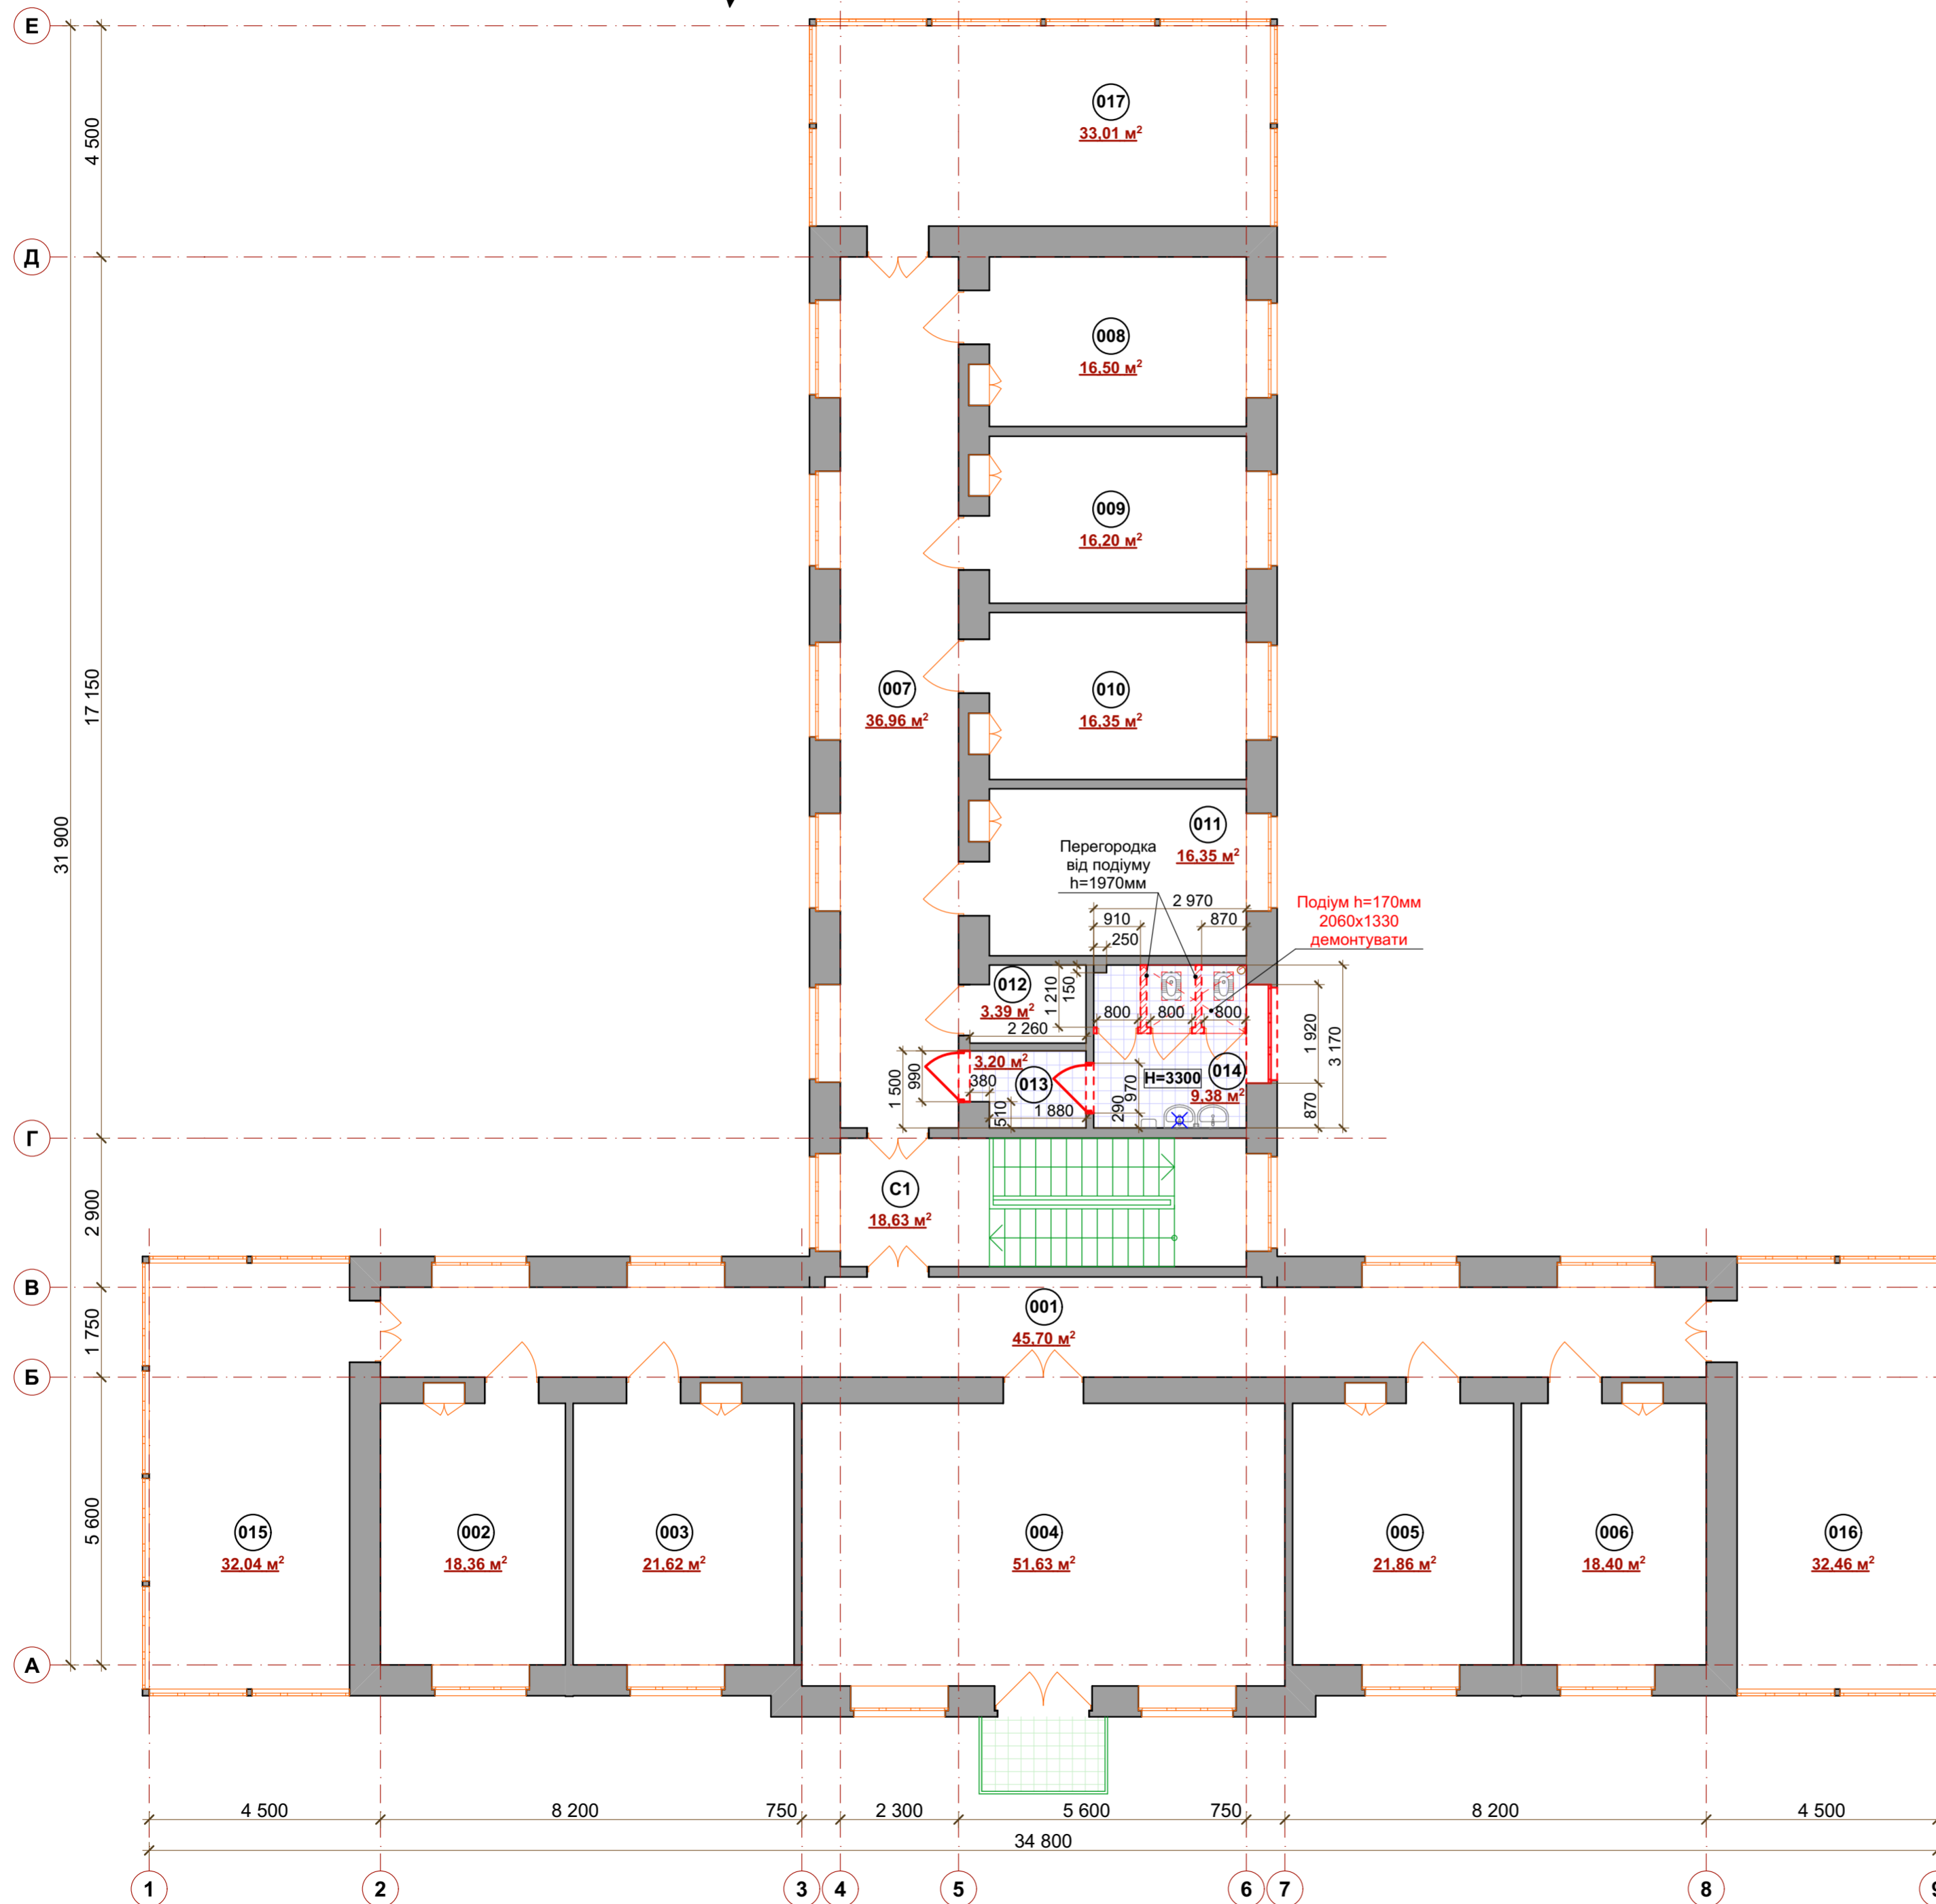 Е
017
33,01 м²
4 500
Д
008
16,50 м²
009
16,20 м²
17 150
007
36,96 м²
010
16,35 м²
31 900
011
16,35 м²
Перегородка
від подіуму
h=1970мм
Подіум h=170мм
2060х1330
демонтувати
2 970
910
870
250
012
3,39 м²
1 210
150
800
800
800
2 260
1 920
3 170
3,20 м²
380
013
1 500
990
H=3300
014
9,38 м²
970
290
510
1 880
870
Г
С1
18,63 м²
2 900
В
001
45,70 м²
1 750
Б
5 600
015
32,04 м²
002
18,36 м²
003
21,62 м²
004
51,63 м²
005
21,86 м²
006
18,40 м²
016
32,46 м²
А
4 500
8 200
750
2 300
5 600
750
8 200
4 500
34 800
1
2
3
4
5
6
7
8
9